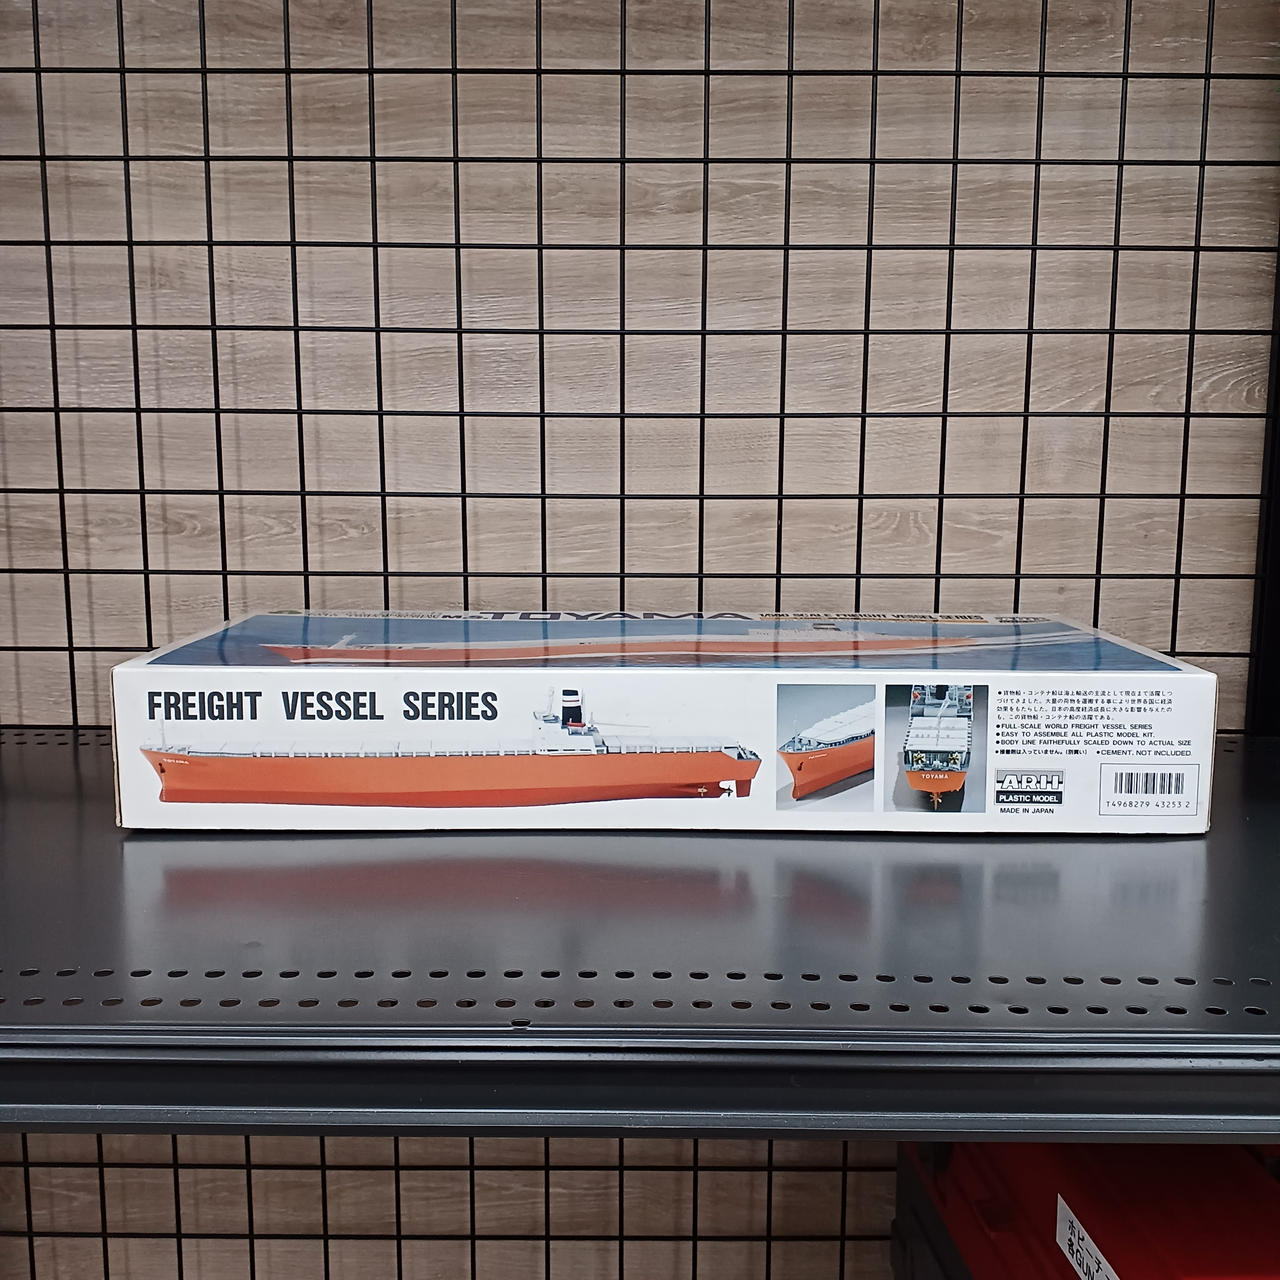 M.S. TOYAMA
FREIGHT VESSEL SERIES
FREIGHT VESSEL SERIES
TOYAMA
TOYAMA
●貨物船・コンテナ船は海上輸送の主流として現在まで活躍しつ
づけてきました。大量の荷物を運搬する事により世界各国に経済
効果をもたらした。日本の高度経済成長に大きな影響を与えたの
も、この貨物船・コンテナ船の活躍である。
●FULL-SCALE WORLD FREIGHT VESSEL SERIES
●EASY TO ASSEMBLE ALL PLASTIC MODEL KIT.
●BODY LINE FAITHEFULLY SCALED DOWN TO ACTUAL SIZE
●接着剤は入っていません。(別買い) ●CEMENT. NOT INCLUDED.
ARII
PLASTIC MODEL
MADE IN JAPAN
T4968279 43253 2